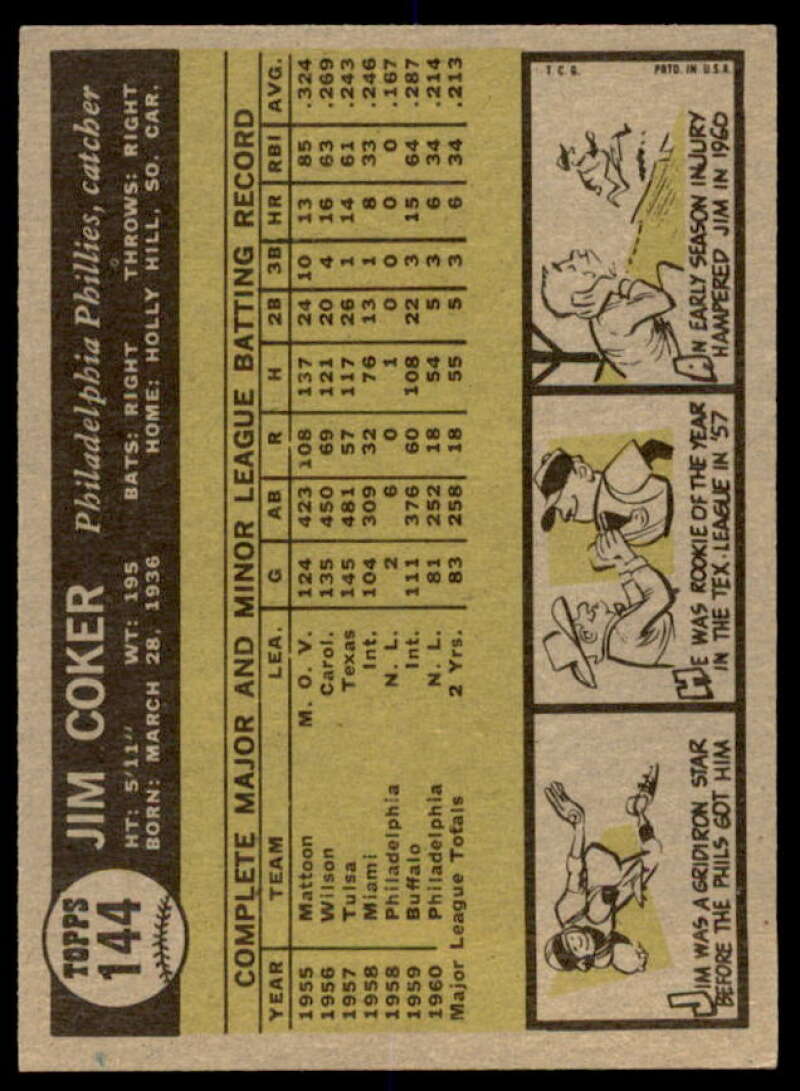 TOPPS
144
JIM COKER Philadelphia Phillies, catcher
HT: 5'11" WT: 195 BATS: RIGHT THROWS: RIGHT
BORN: MARCH 28, 1936 HOME: HOLLY HILL, SO. CAR.
COMPLETE MAJOR AND MINOR LEAGUE BATTING RECORD
YEAR TEAM LEA. G AB R H 2B 3B HR RBI AVG.
1955 Mattoon M. O. V. 124 423 108 137 24 10 13 85 .324
1956 Wilson Carol. 135 450 69 121 20 4 16 63 .269
1957 Tulsa Texas 145 481 57 117 26 1 14 61 .243
1958 Miami Int. 104 309 32 76 13 1 8 33 .246
1958 Philadelphia N. L. 2 6 0 1 0 0 0 0 .167
1959 Buffalo Int. 111 376 60 108 22 3 15 64 .287
1960 Philadelphia N. L. 81 252 18 54 5 3 6 34 .214
Major League Totals 2 Yrs. 83 258 18 55 5 3 6 34 .213
JIM WAS A GRIDIRON STAR
BEFORE THE PHILS GOT HIM
HE WAS ROOKIE OF THE YEAR
IN THE TEX. LEAGUE IN '57
T. C. G. PRTD. IN U.S.A.
AN EARLY SEASON INJURY
HAMPERED JIM IN 1960